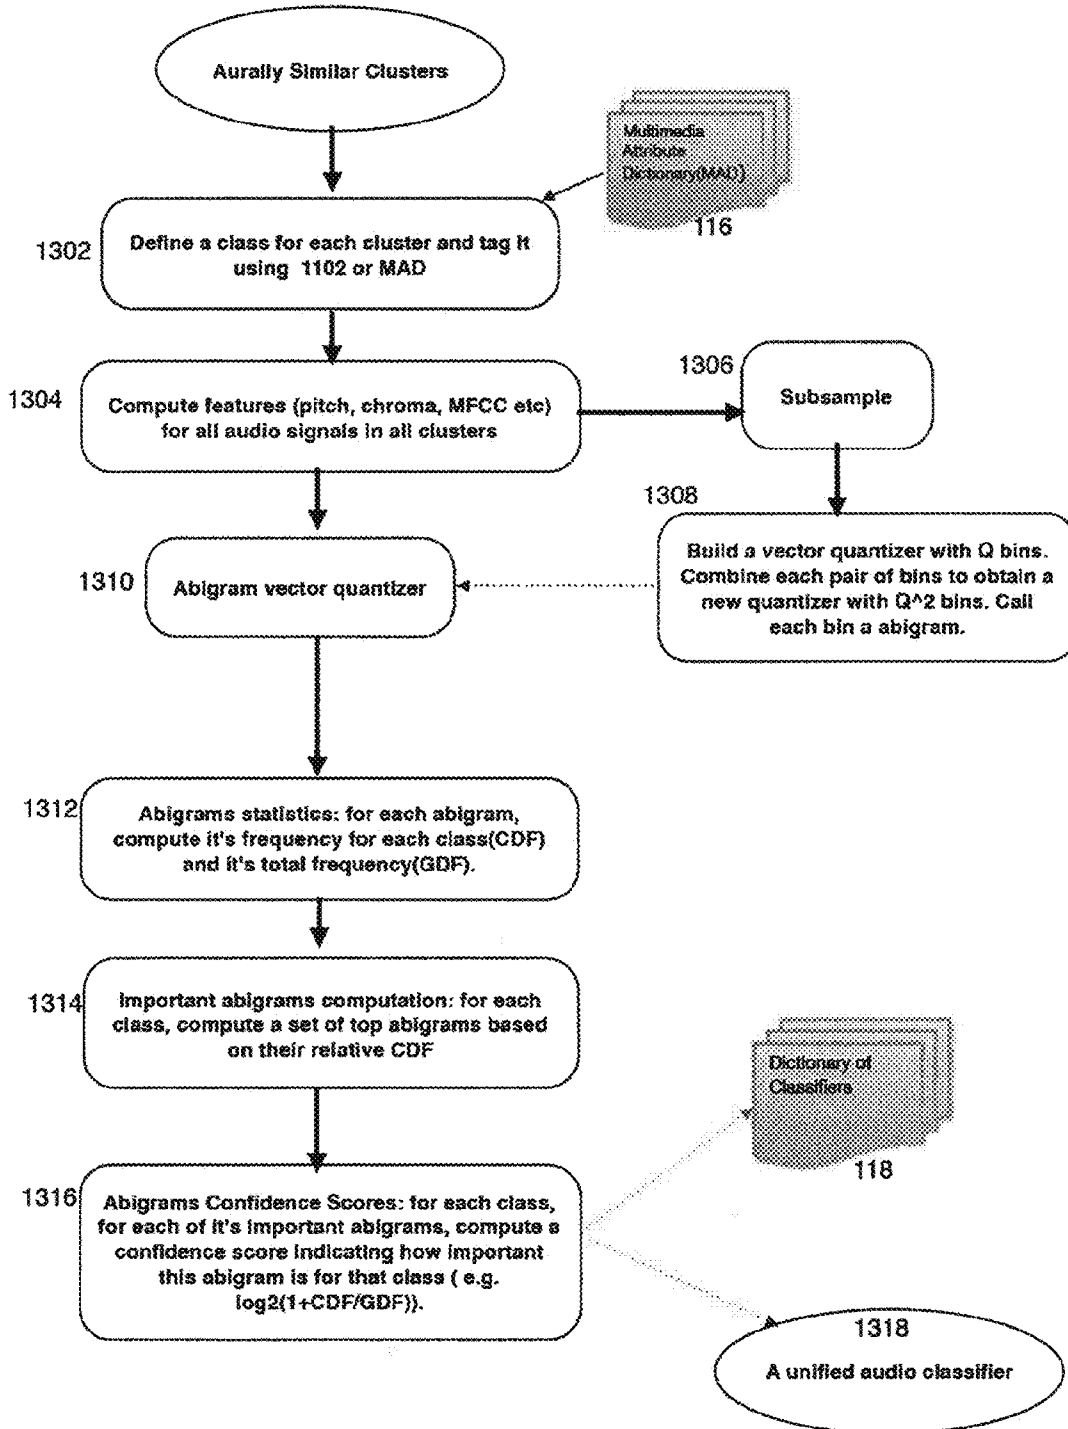 Aurally Similar Clusters
Multimedia
Attribute
Dictionary(MAD)
116
1302
Define a class for each cluster and tag it
using 1102 or MAD
1304
Compute features (pitch, chroma, MFCC etc)
for all audio signals in all clusters
1306
Subsample
1308
Build a vector quantizer with Q bins.
Combine each pair of bins to obtain a
new quantizer with Q^2 bins. Call
each bin a abigram.
1310
Abigram vector quantizer
1312
Abigrams statistics: for each abigram,
compute it's frequency for each class(CDF)
and it's total frequency(GDF).
1314
Important abigrams computation: for each
class, compute a set of top abigrams based
on their relative CDF
Dictionary of
Classifiers
118
1316
Abigrams Confidence Scores: for each class,
for each of it's important abigrams, compute a
confidence score indicating how important
this abigram is for that class ( e.g.
log2(1+CDF/GDF)).
1318
A unified audio classifier